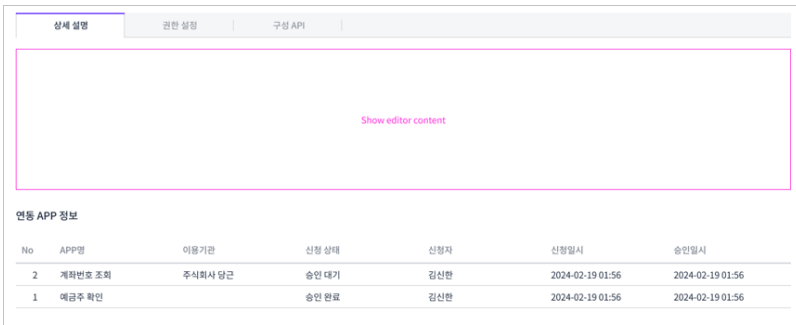 상세 설명 권한 설정 구성 API
Show editor content
연동 APP 정보
No APP명 이용기관 신청 상태 신청자 신청일시 승인일시
2 계좌번호 조회 주식회사 당근 승인 대기 김신한 2024-02-19 01:56 2024-02-19 01:56
1 예금주 확인 승인 완료 김신한 2024-02-19 01:56 2024-02-19 01:56